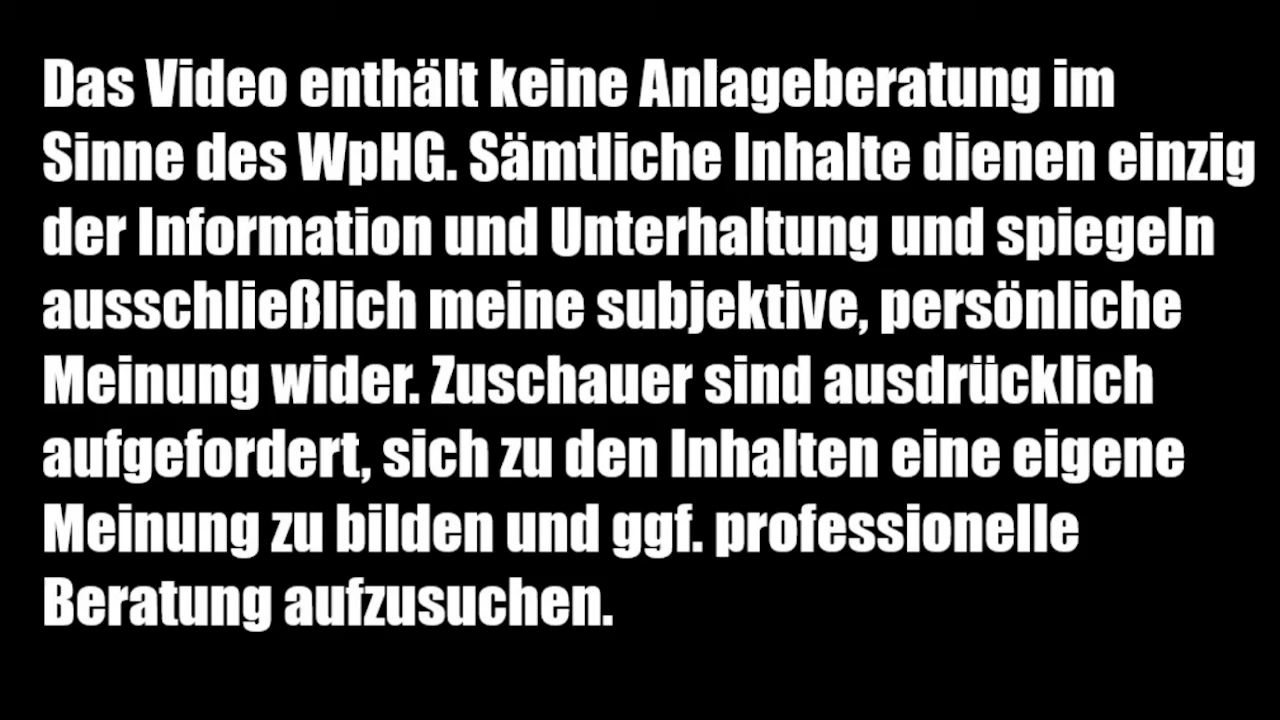 Das Video enthält keine Anlageberatung im
Sinne des WpHG. Sämtliche Inhalte dienen einzig
der Information und Unterhaltung und spiegeln
ausschließlich meine subjektive, persönliche
Meinung wider. Zuschauer sind ausdrücklich
aufgefordert, sich zu den Inhalten eine eigene
Meinung zu bilden und ggf. professionelle
Beratung aufzusuchen.